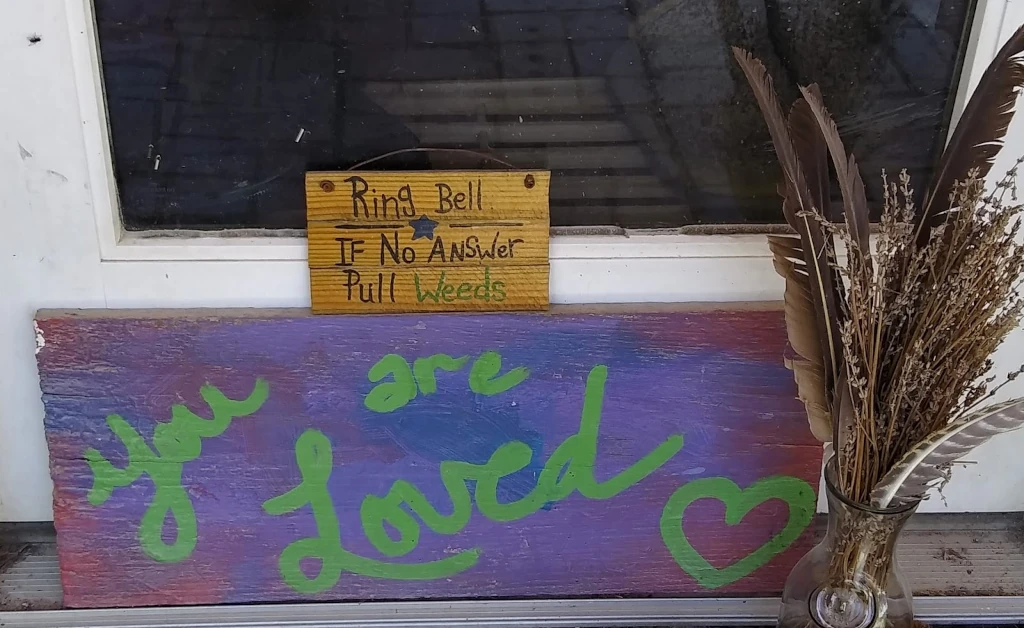 Ring Bell
IF No Answer
Pull Weeds
you are
Loved